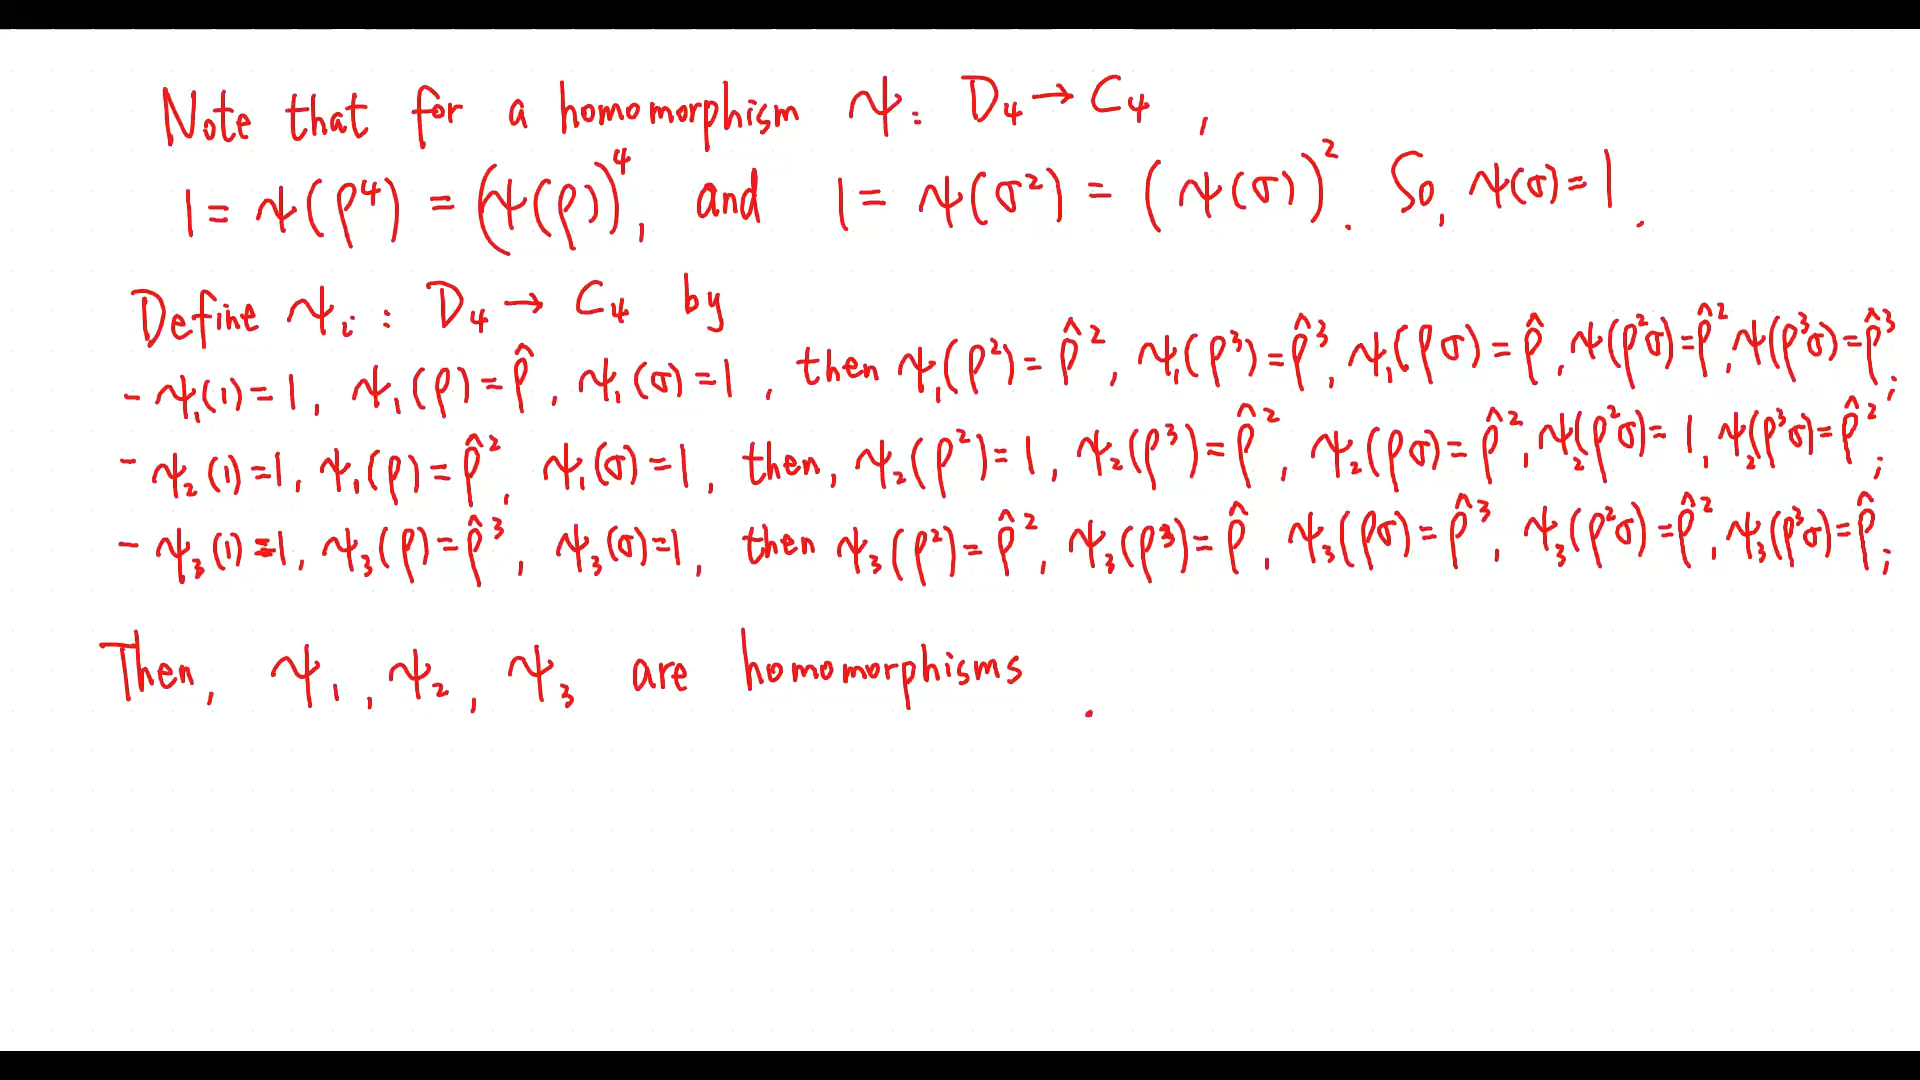 Note that for a homomorphism ψ: D₄ → C₄,
1 = ψ(ρ⁴) = (ψ(ρ))⁴, and 1 = ψ(σ²) = (ψ(σ))². So, ψ(σ) = 1.
Define ψᵢ: D₄ → C₄ by
- ψ₁(1) = 1, ψ₁(ρ) = ρ̂, ψ₁(σ) = 1, then ψ₁(ρ²) = ρ̂², ψ₁(ρ³) = ρ̂³, ψ₁(ρσ) = ρ̂, ψ(ρ²σ) = ρ̂², ψ(ρ³σ) = ρ̂³;
- ψ₂(1) = 1, ψ₁(ρ) = ρ̂², ψ₁(σ) = 1, then, ψ₂(ρ²) = 1, ψ₂(ρ³) = ρ̂², ψ₂(ρσ) = ρ̂², ψ₂(ρ²σ) = 1, ψ₂(ρ³σ) = ρ̂²;
- ψ₃(1) = 1, ψ₃(ρ) = ρ̂³, ψ₃(σ) = 1, then ψ₃(ρ²) = ρ̂², ψ₃(ρ³) = ρ̂, ψ₃(ρσ) = ρ̂³, ψ₃(ρ²σ) = ρ̂², ψ₃(ρ³σ) = ρ̂;
Then, ψ₁, ψ₂, ψ₃ are homomorphisms.